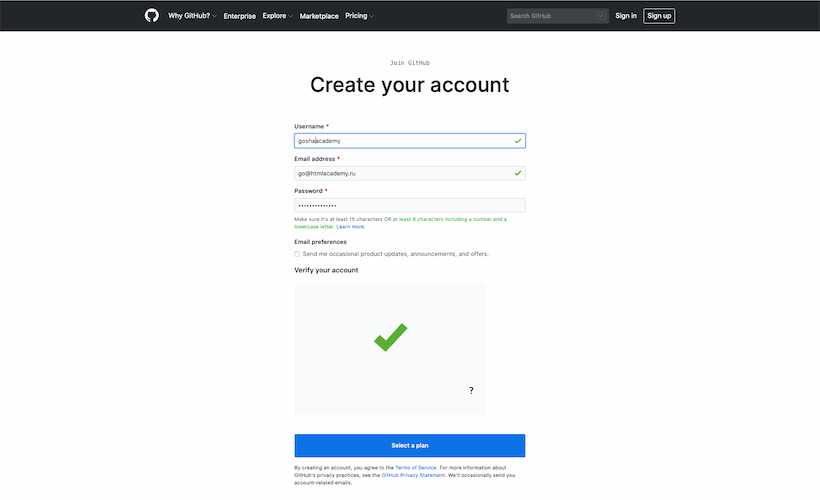 Why GitHub? Enterprise Explore Marketplace Pricing Search GitHub / Sign in Sign up
Join GitHub
Create your account
Username *
goshaacademy
Email address *
go@htmlacademy.ru
Password *
••••••••••••••
Make sure it's at least 15 characters OR at least 8 characters including a number and a
lowercase letter. Learn more.
Email preferences
Send me occasional product updates, announcements, and offers.
Verify your account
?
Select a plan
By creating an account, you agree to the Terms of Service. For more information about
GitHub's privacy practices, see the GitHub Privacy Statement. We'll occasionally send you
account-related emails.